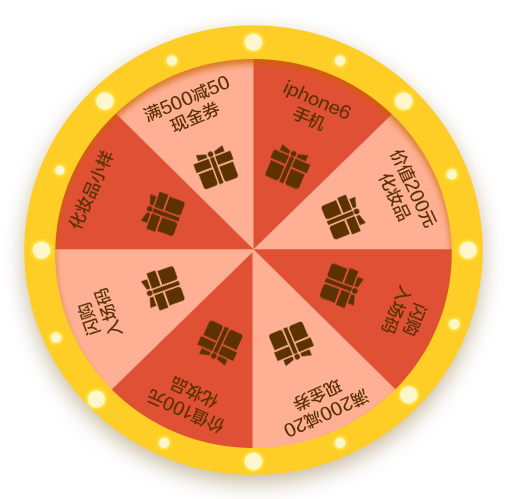 iphone6
手机
价值200元
化妆品
闪购
入场码
满200减20
现金券
价值100元
化妆品
闪购
入场码
化妆品小样
满500减50
现金券